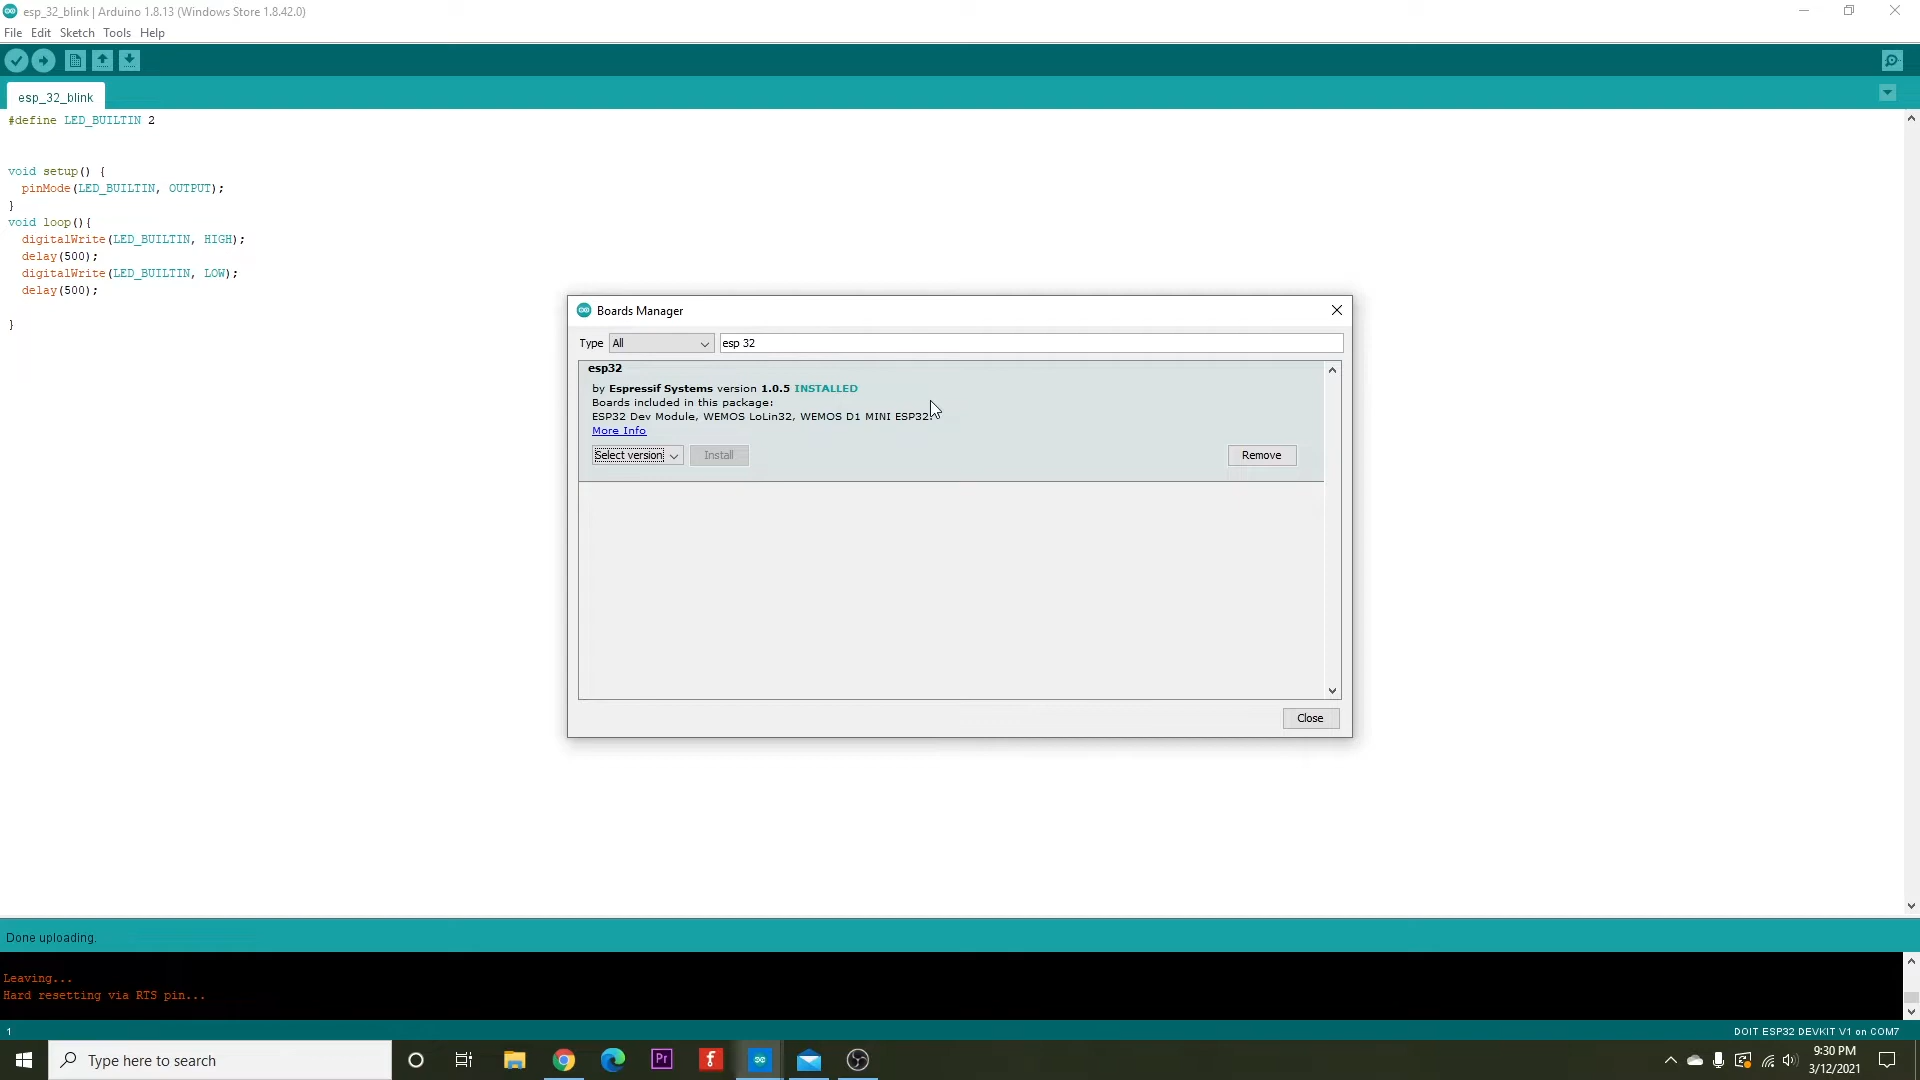 esp_32_blink | Arduino 1.8.13 (Windows Store 1.8.42.0)
File Edit Sketch Tools Help
esp_32_blink
#define LED_BUILTIN 2
void setup() {
pinMode(LED_BUILTIN, OUTPUT);
}
void loop(){
digitalWrite(LED_BUILTIN, HIGH);
delay(500);
digitalWrite(LED_BUILTIN, LOW);
delay(500);
}
Boards Manager
Type All esp 32
esp32
by Espressif Systems version 1.0.5 INSTALLED
Boards included in this package:
ESP32 Dev Module, WEMOS LoLin32, WEMOS D1 MINI ESP32.
More Info
Select version Install Remove
Close
Done uploading.
Leaving...
Hard resetting via RTS pin...
1 DOIT ESP32 DEVKIT V1 on COM7
Type here to search
Pr
9:30 PM
3/12/2021